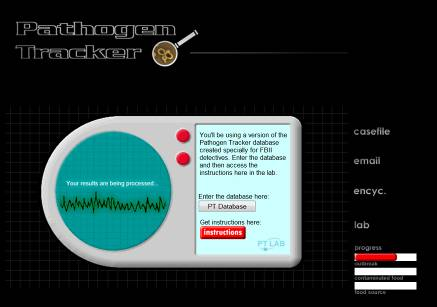 Pathogen
Tracker
Your results are being processed...
You'll be using a version of the
Pathogen Tracker database
created specially for FBII
detectives. Enter the database
and then access the
instructions here in the lab.
Enter the database here:
PT Database
Get instructions here:
instructions
PT LAB
casefile
email
encyc.
lab
progress
outbreak
contaminated food
food source